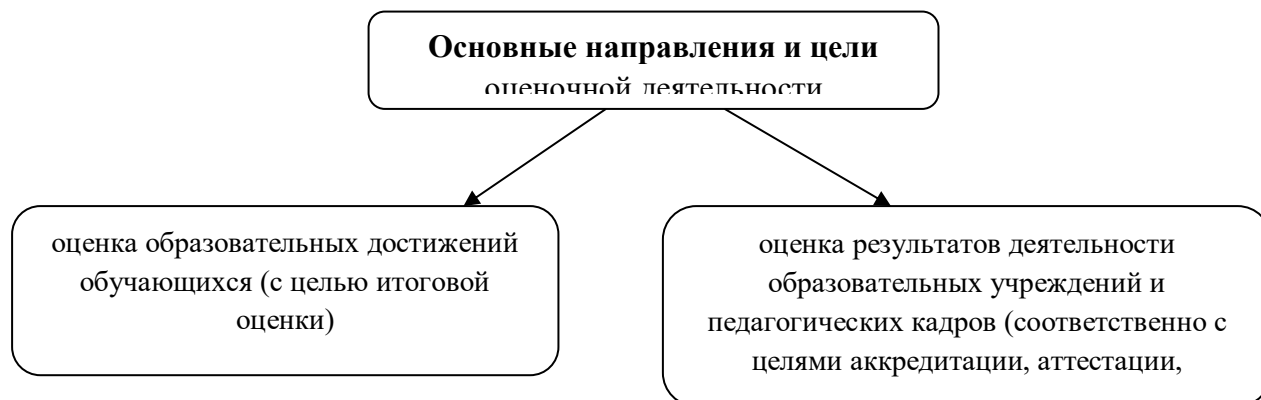 Основные направления и цели
оценочной деятельности
оценка образовательных достижений
обучающихся (с целью итоговой
оценки)
оценка результатов деятельности
образовательных учреждений и
педагогических кадров (соответственно с
целями аккредитации, аттестации,